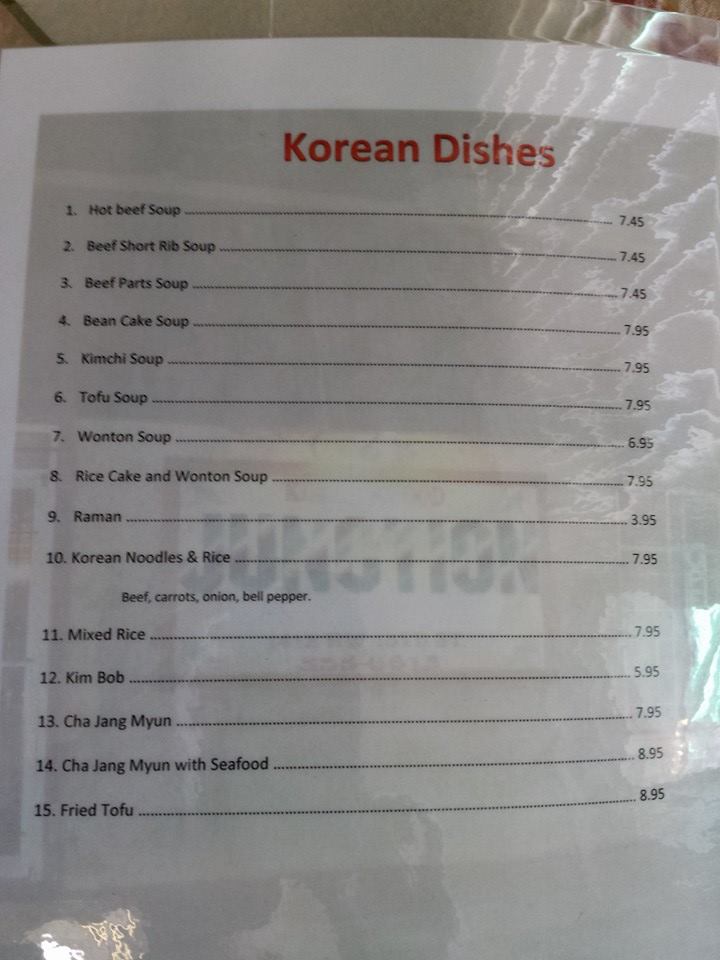 Korean Dishes
1. Hot beef Soup ........................ 7.45
2. Beef Short Rib Soup ........................ 7.45
3. Beef Parts Soup ........................ 7.45
4. Bean Cake Soup ........................ 7.95
5. Kimchi Soup ........................ 7.95
6. Tofu Soup ........................ 7.95
7. Wonton Soup ........................ 6.95
8. Rice Cake and Wonton Soup ........................ 7.95
9. Raman ........................ 3.95
10. Korean Noodles & Rice ........................ 7.95
Beef, carrots, onion, bell pepper.
11. Mixed Rice ........................ 7.95
12. Kim Bob ........................ 5.95
13. Cha Jang Myun ........................ 7.95
14. Cha Jang Myun with Seafood ........................ 8.95
15. Fried Tofu ........................ 8.95